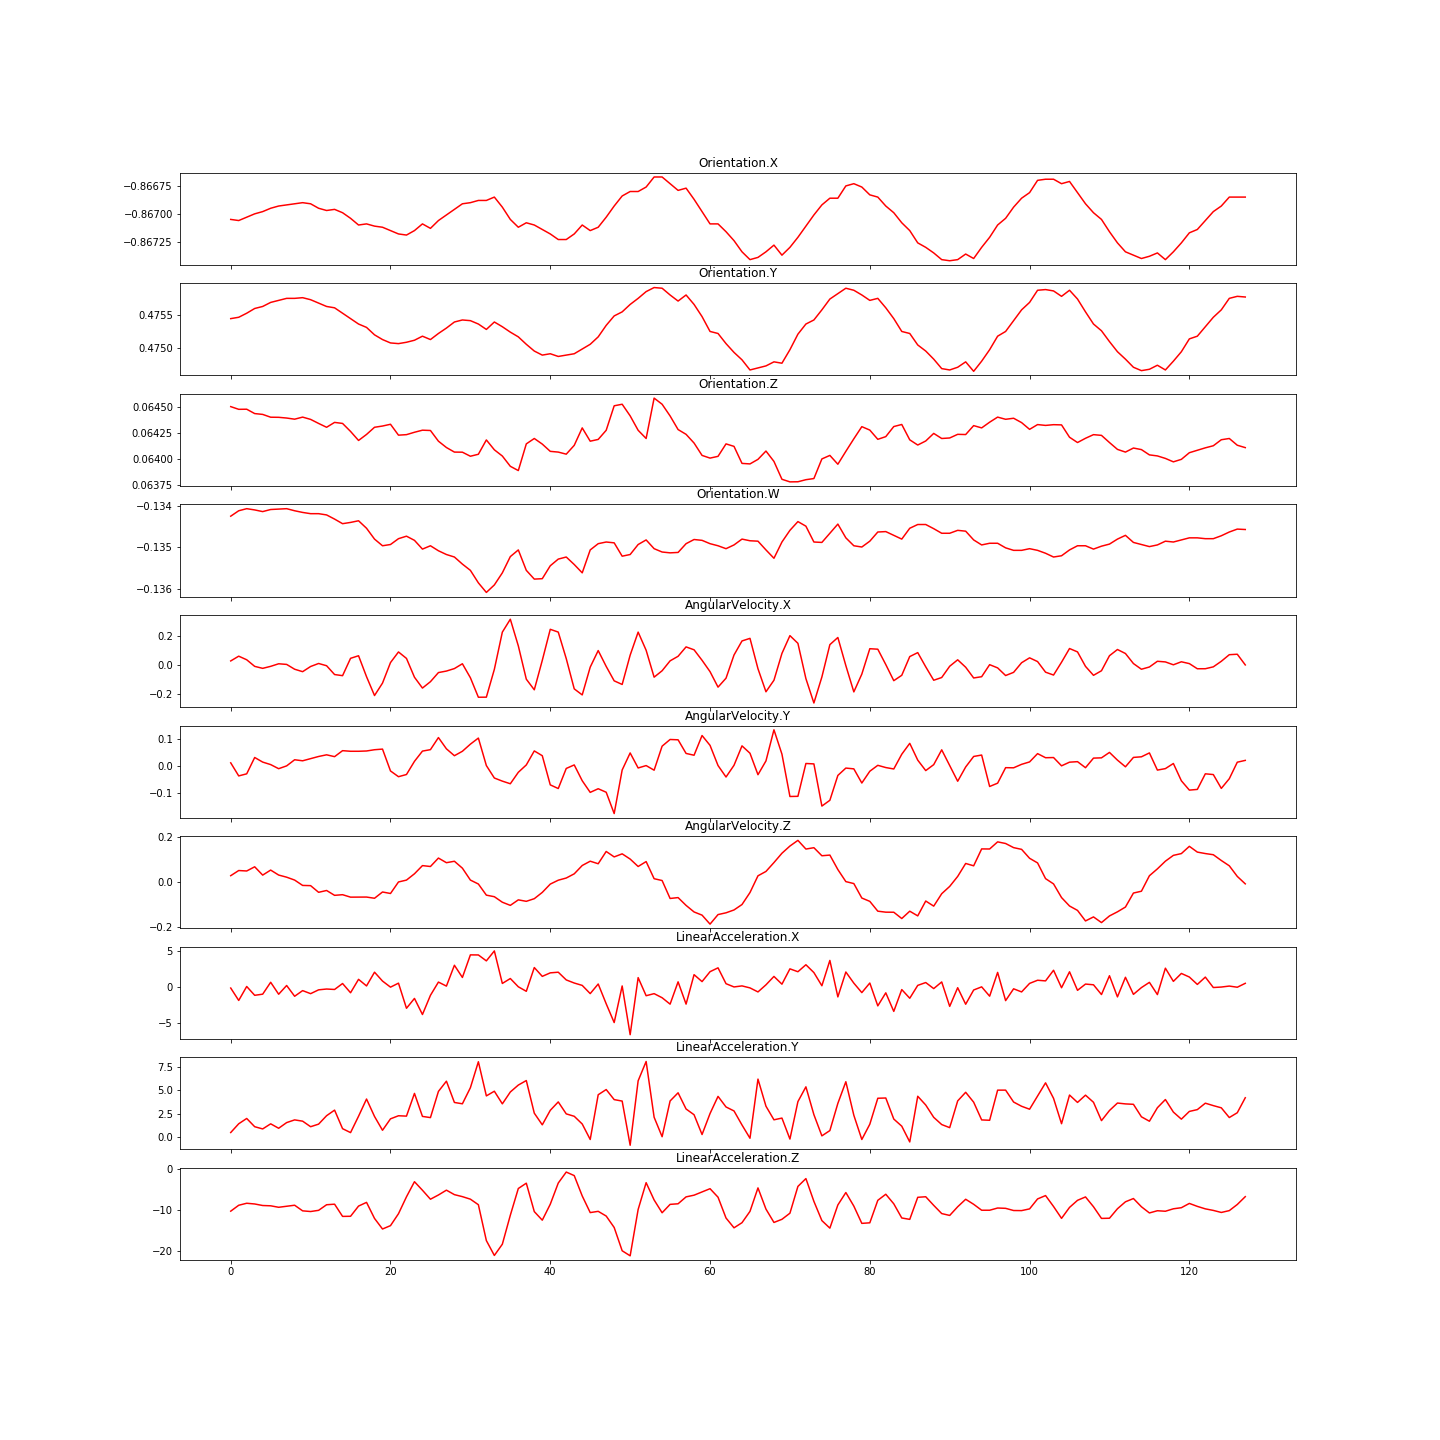 Orientation.X
−0.86675
−0.86700
−0.86725
Orientation.Y
0.4755
0.4750
Orientation.Z
0.06450
0.06425
0.06400
0.06375
Orientation.W
−0.134
−0.135
−0.136
AngularVelocity.X
0.2
0.0
−0.2
AngularVelocity.Y
0.1
0.0
−0.1
AngularVelocity.Z
0.2
0.0
−0.2
LinearAcceleration.X
5
0
−5
LinearAcceleration.Y
7.5
5.0
2.5
0.0
LinearAcceleration.Z
0
−10
−20
0 20 40 60 80 100 120